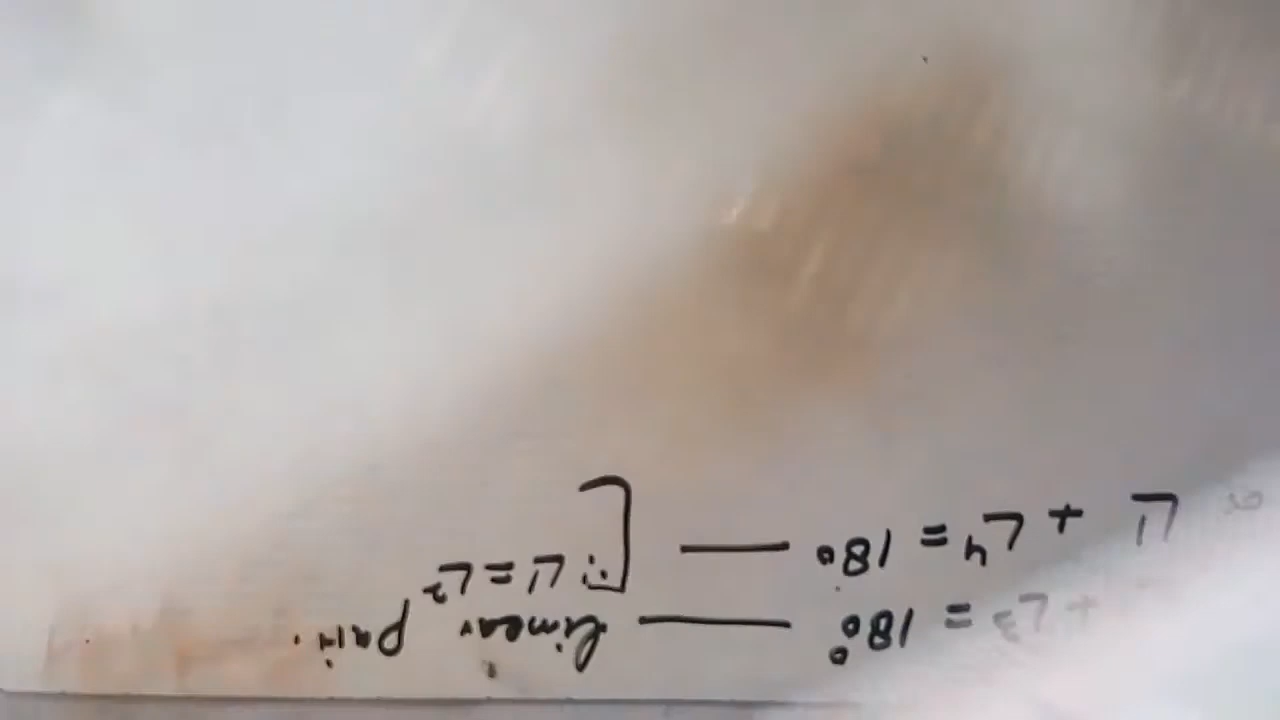 + ∠3 = 180° — linear pair.
∠1 + ∠4 = 180° — [∵ ∠1 = ∠2